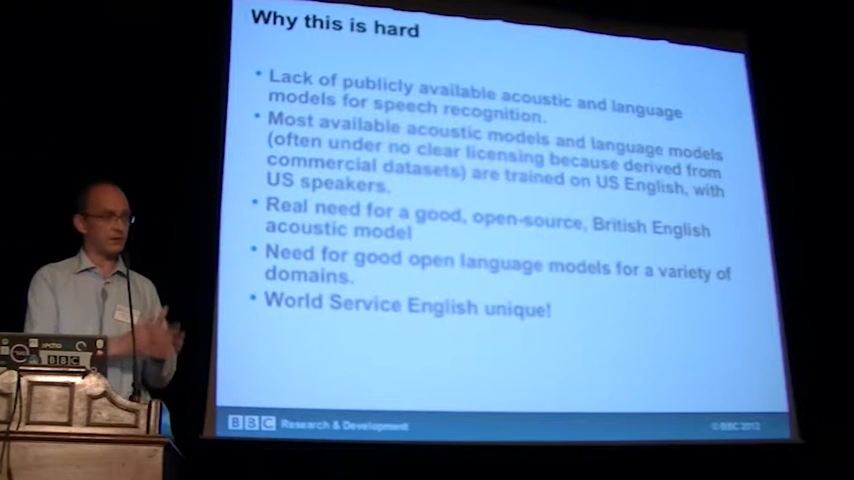 Why this is hard
• Lack of publicly available acoustic and language
models for speech recognition.
• Most available acoustic models and language models
(often under no clear licensing because derived from
commercial datasets) are trained on US English, with
US speakers.
• Real need for a good, open-source, British English
acoustic model
• Need for good open language models for a variety of
domains.
• World Service English unique!
BBC Research & Development
© BBC 2012
BBC